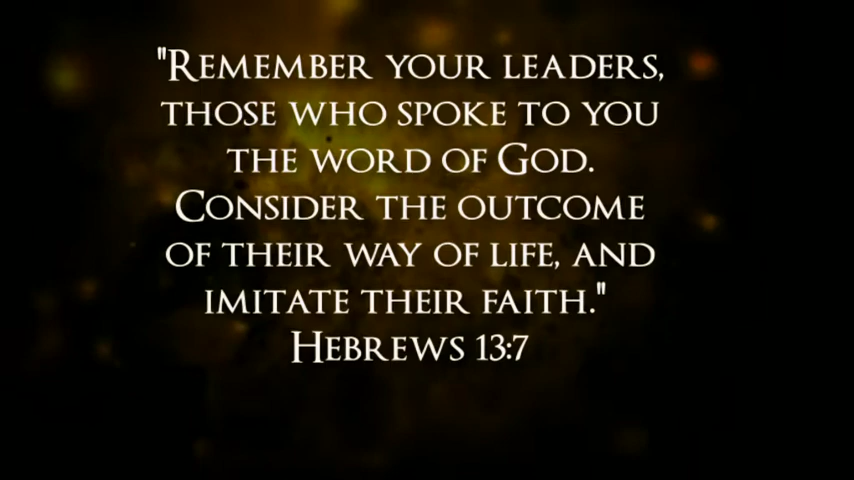 "Remember your leaders,
those who spoke to you
the word of God.
Consider the outcome
of their way of life, and
imitate their faith."
Hebrews 13:7